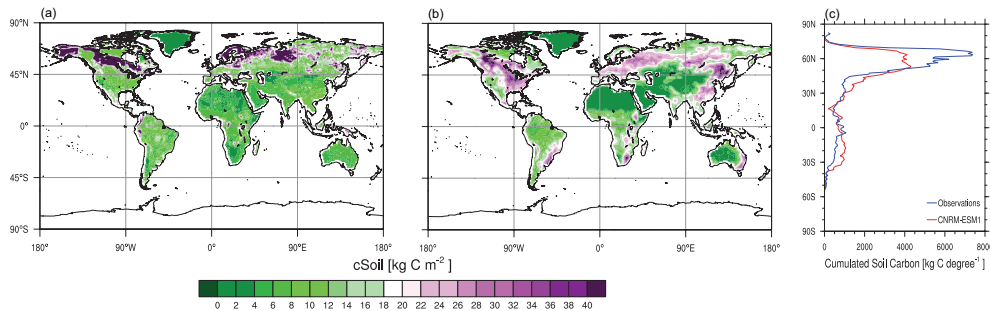 (a)
(b)
(c)
90°N
45°N
0°
45°S
90°S
180° 90°W 0° 90°E 180°
180° 90°W 0° 90°E 180°
90N
60N
30N
0
30S
60S
90S
0 2000 4000 6000 8000
Observations
CNRM-ESM1
Cumulated Soil Carbon [kg C degree⁻¹]
cSoil [kg C m⁻²]
0 2 4 6 8 10 12 14 16 18 20 22 24 26 28 30 32 34 36 38 40